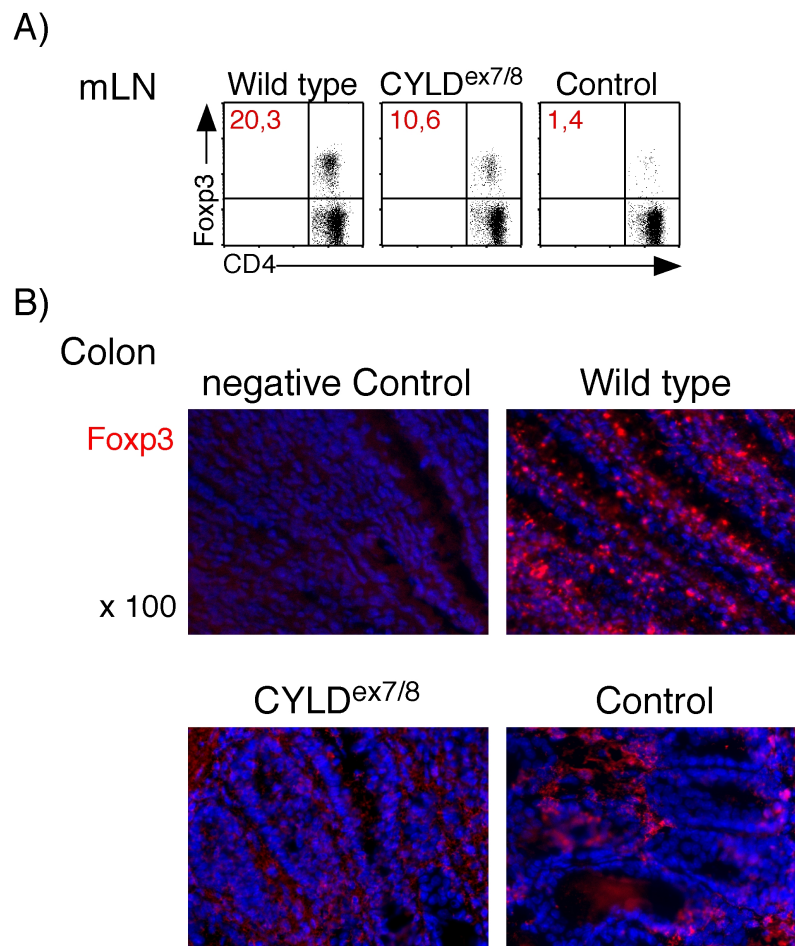 A)
mLN
Wild type CYLDex7/8 Control
20,3 10,6 1,4
Foxp3
CD4
B)
Colon
negative Control Wild type
Foxp3
x 100
CYLDex7/8 Control